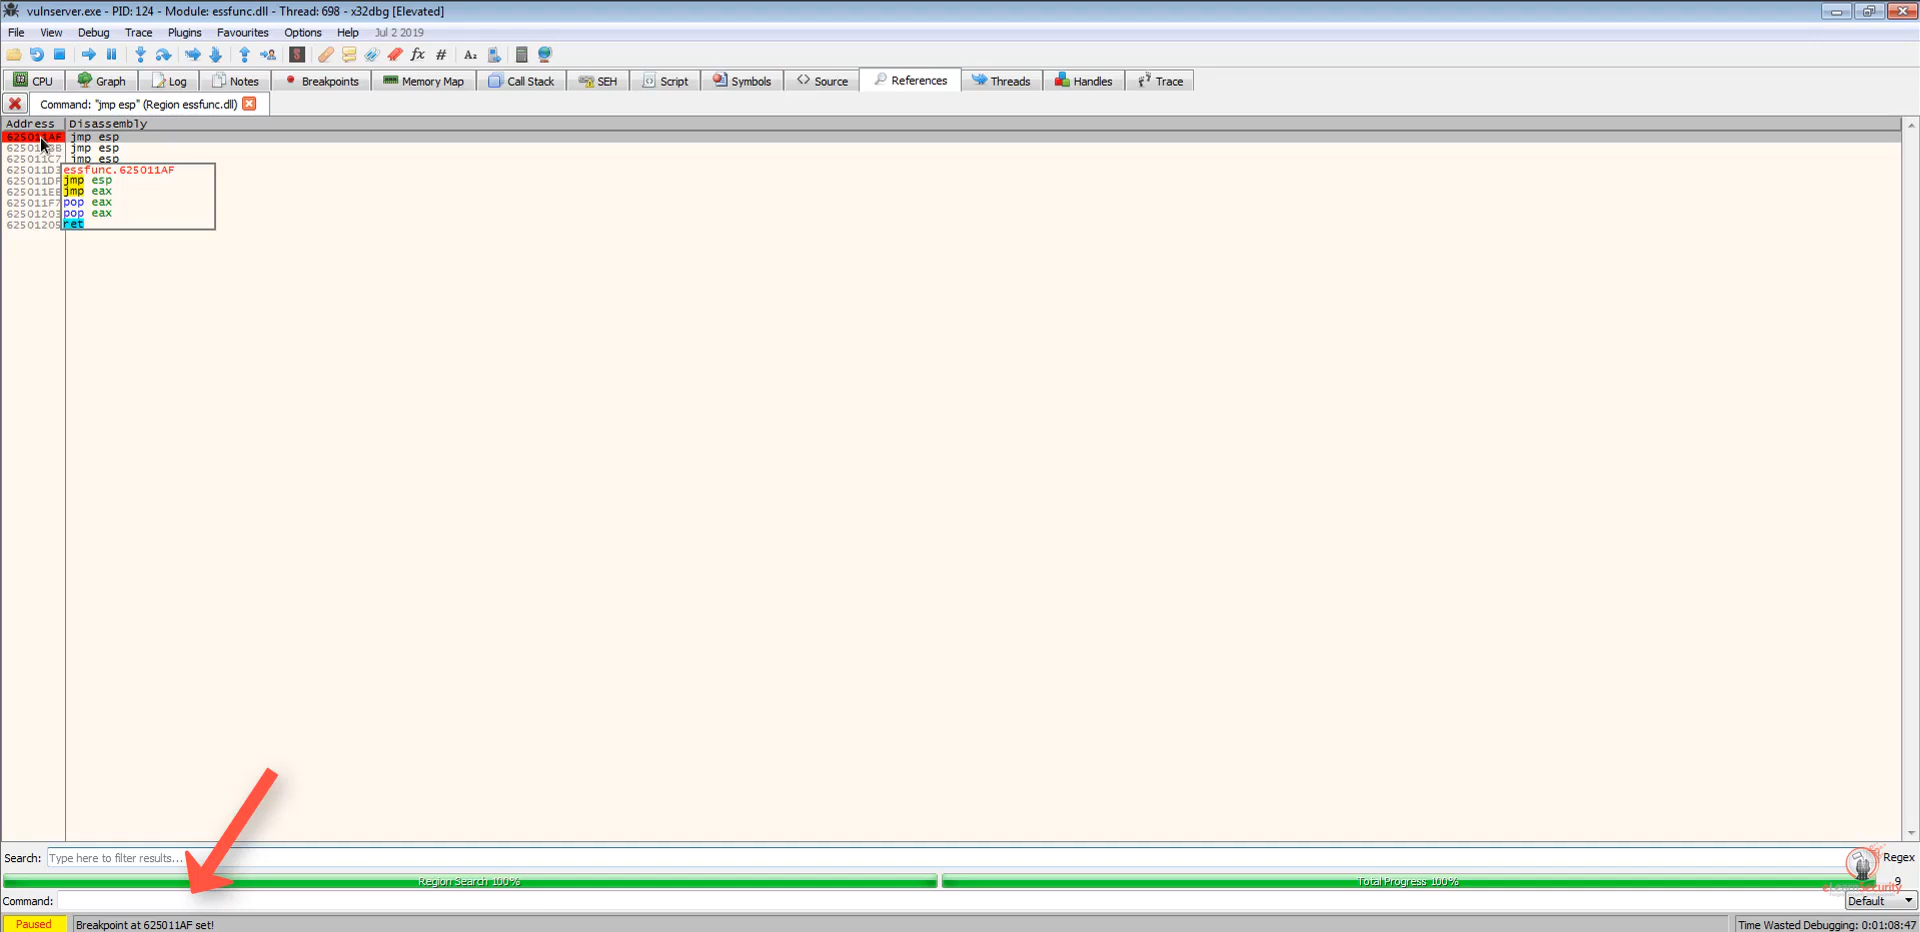 vulnserver.exe - PID: 124 - Module: essfunc.dll - Thread: 698 - x32dbg [Elevated]
File View Debug Trace Plugins Favourites Options Help Jul 2 2019
CPU Graph Log Notes Breakpoints Memory Map Call Stack SEH Script Symbols Source References Threads Handles Trace
Command: "jmp esp" (Region essfunc.dll)
Address Disassembly
625011AF jmp esp
jmp esp
625011C7 jmp esp
625011D3 essfunc.625011AF
625011DF jmp esp
625011EB jmp eax
625011F7 pop eax
62501203 pop eax
62501205 ret
Search: Type here to filter results... Regex
Region Search 100% Total Progress 100% 9
Command: Default
Paused Breakpoint at 625011AF set! Time Wasted Debugging: 0:01:08:47